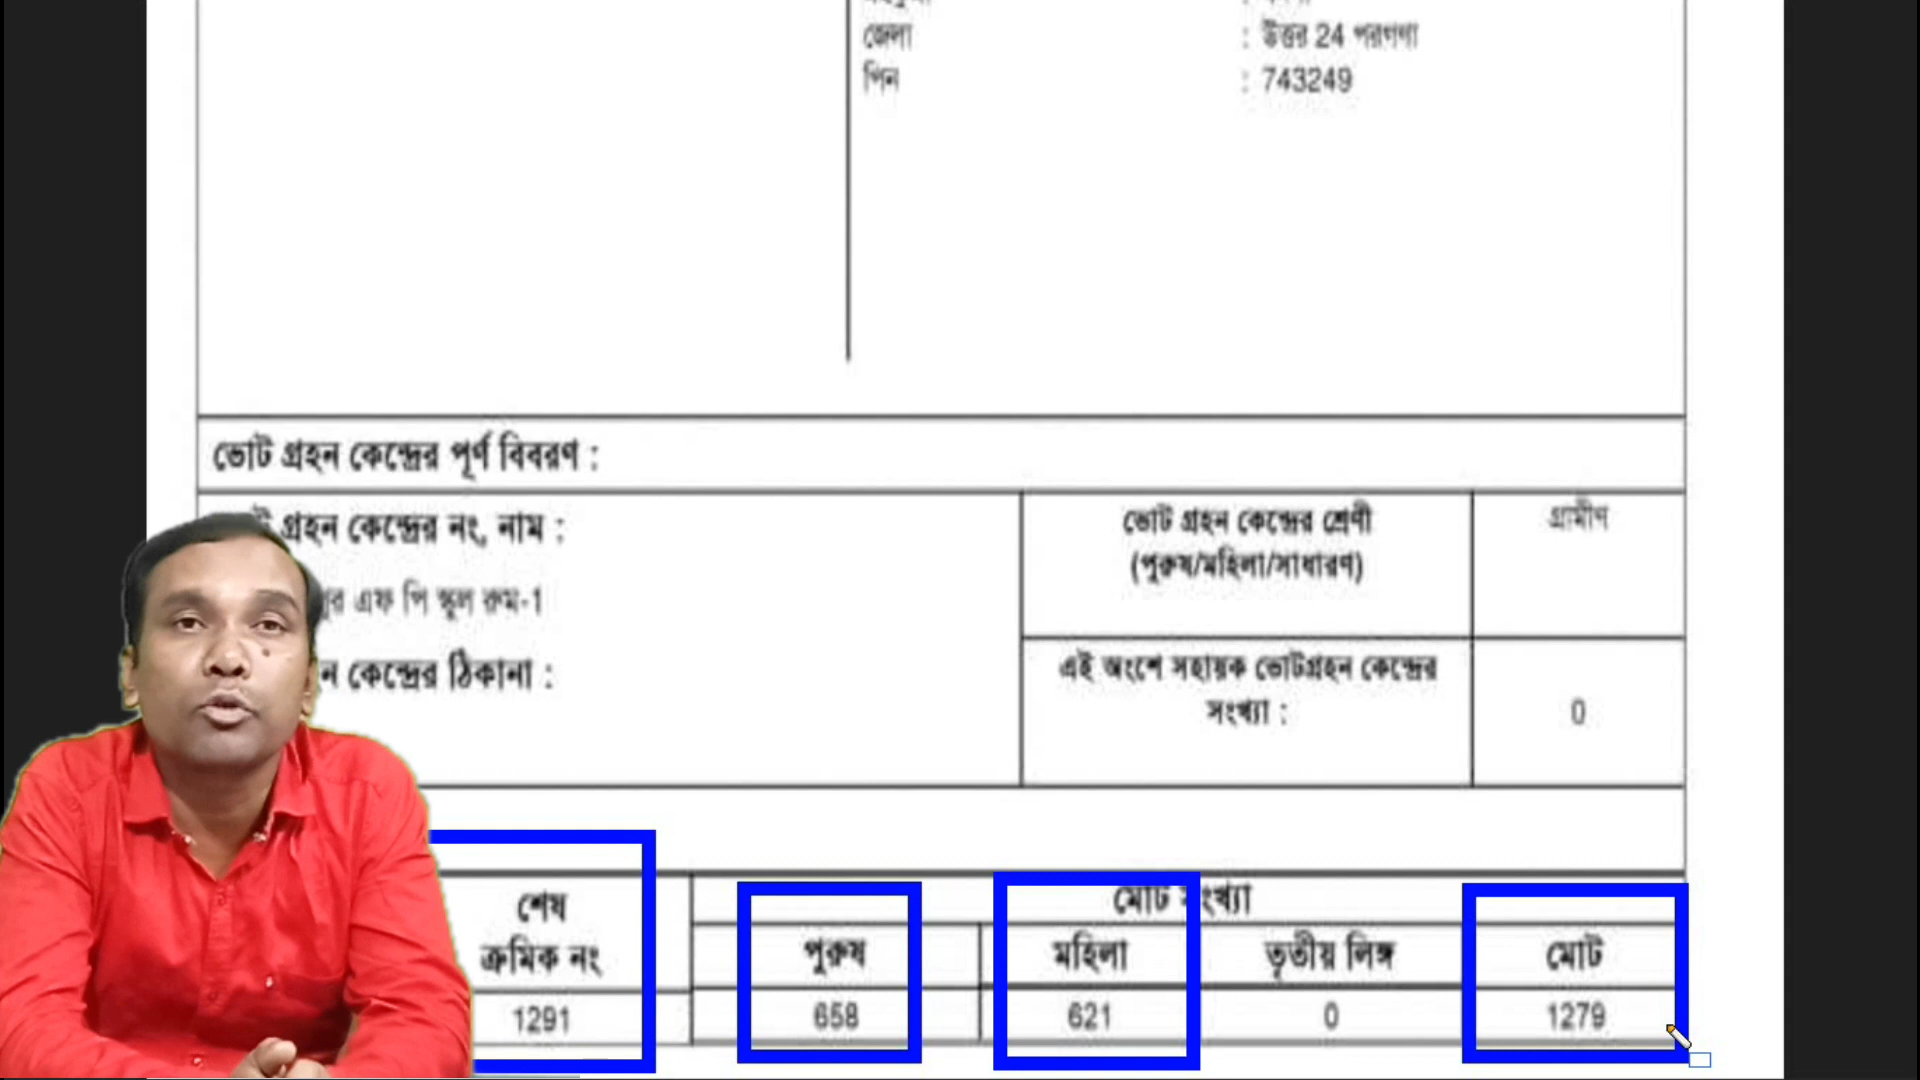 জেলা : উত্তর 24 পরগণা
পিন : 743249
ভোট গ্রহন কেন্দ্রের পূর্ণ বিবরণ :
গ্রহন কেন্দ্রের নং, নাম :
ভোট গ্রহন কেন্দ্রের শ্রেণী
(পুরুষ/মহিলা/সাধারণ)
গ্রামীণ
এফ পি স্কুল রুম-1
কেন্দ্রের ঠিকানা :
এই অংশে সহায়ক ভোটগ্রহন কেন্দ্রের
সংখ্যা :
0
শেষ
ক্রমিক নং
মোট সংখ্যা
পুরুষ মহিলা তৃতীয় লিঙ্গ মোট
1291 658 621 0 1279